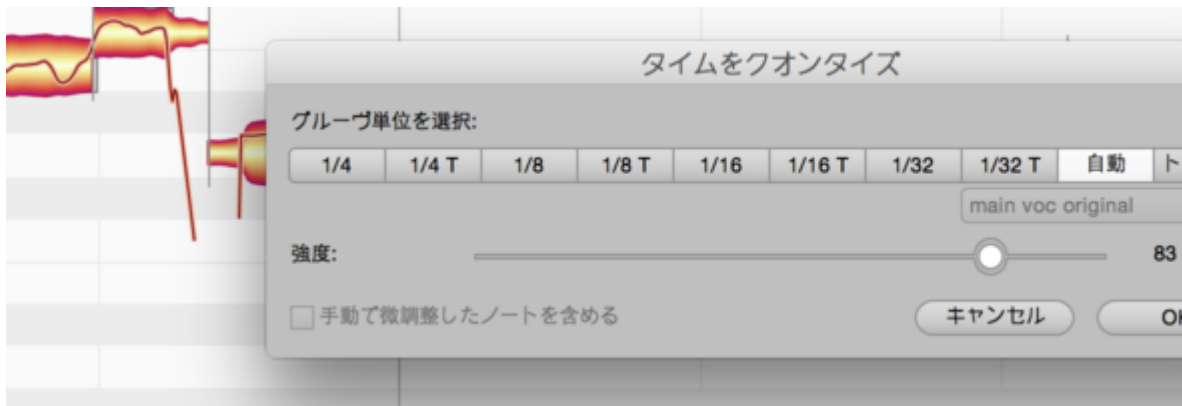 タイムをクオンタイズ
グルーヴ単位を選択:
1/4 1/4 T 1/8 1/8 T 1/16 1/16 T 1/32 1/32 T 自動 ト
main voc original
強度: 83
手動で微調整したノートを含める キャンセル OK